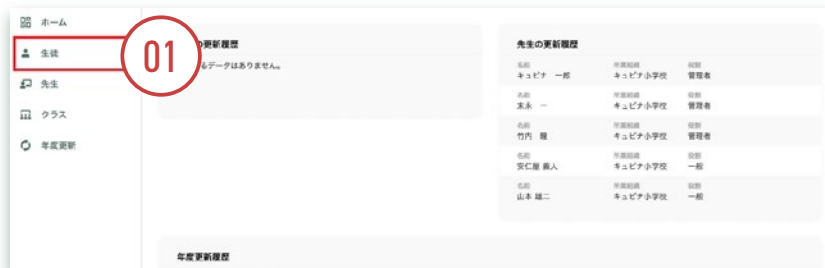 ホーム
生徒
先生
クラス
年度更新
01
の更新履歴
るデータはありません。
先生の更新履歴
名前 所属組織 役割
キュビナ 一郎 キュビナ小学校 管理者
名前 所属組織 役割
末永 一 キュビナ小学校 管理者
名前 所属組織 役割
竹内 瞳 キュビナ小学校 管理者
名前 所属組織 役割
安仁屋 義人 キュビナ小学校 一般
名前 所属組織 役割
山本 雄二 キュビナ小学校 一般
年度更新履歴